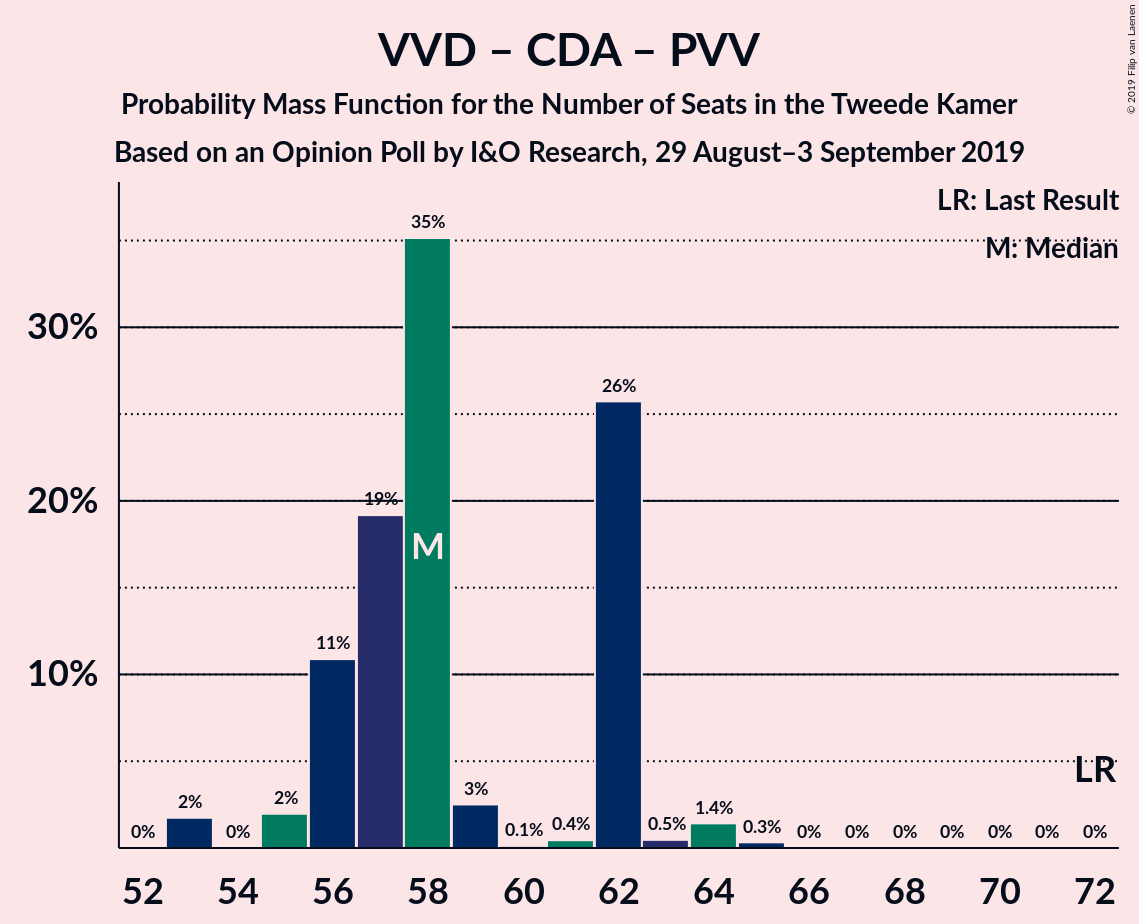 VVD – CDA – PVV
Probability Mass Function for the Number of Seats in the Tweede Kamer
Based on an Opinion Poll by I&O Research, 29 August–3 September 2019
© 2019 Filip van Laenen
LR: Last Result
M: Median
30%
20%
10%
0%
2%
0%
2%
11%
19%
35%
3%
0.1%
0.4%
26%
0.5%
1.4%
0.3%
0%
0%
0%
0%
0%
0%
0%
M
LR
52 54 56 58 60 62 64 66 68 70 72